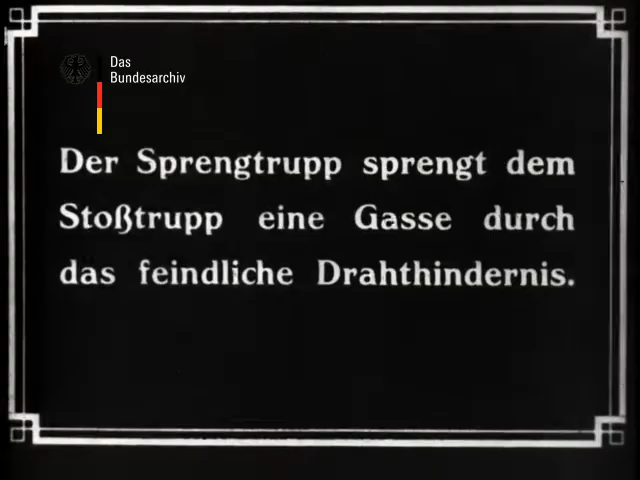 Das
Bundesarchiv
Der Sprengtrupp sprengt dem
Stoßtrupp eine Gasse durch
das feindliche Drahthindernis.